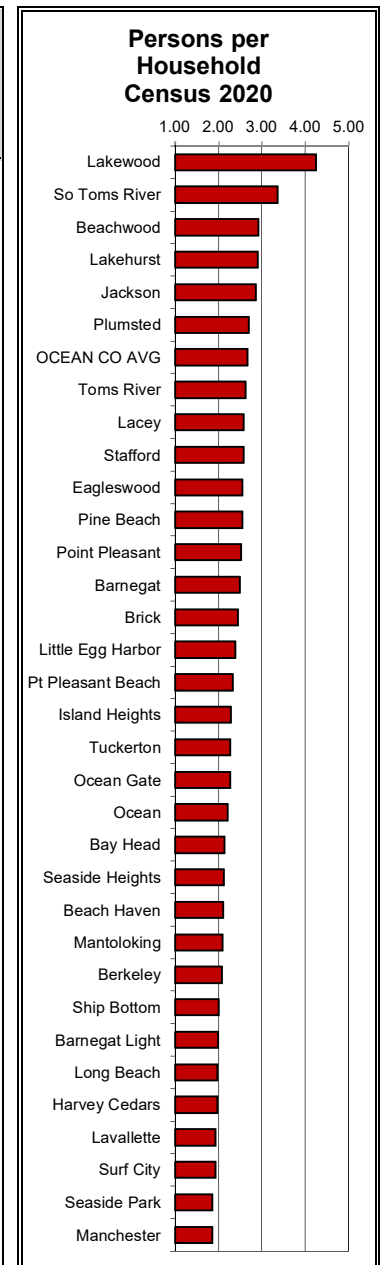 Persons per
Household
Census 2020
1.00 2.00 3.00 4.00 5.00
Lakewood
So Toms River
Beachwood
Lakehurst
Jackson
Plumsted
OCEAN CO AVG
Toms River
Lacey
Stafford
Eagleswood
Pine Beach
Point Pleasant
Barnegat
Brick
Little Egg Harbor
Pt Pleasant Beach
Island Heights
Tuckerton
Ocean Gate
Ocean
Bay Head
Seaside Heights
Beach Haven
Mantoloking
Berkeley
Ship Bottom
Barnegat Light
Long Beach
Harvey Cedars
Lavallette
Surf City
Seaside Park
Manchester